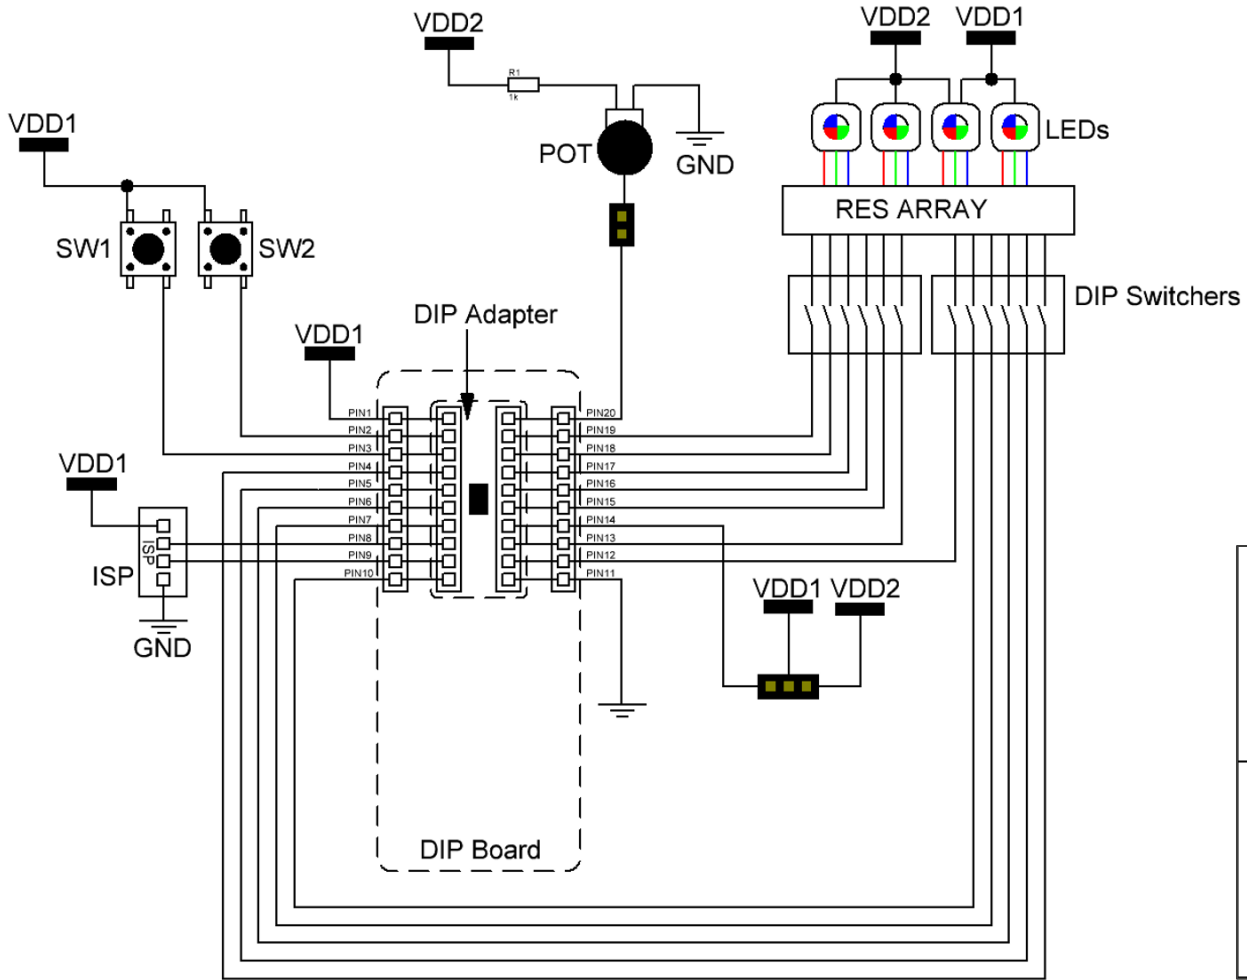 VDD2
VDD2 VDD1
R1
1k
VDD1
POT
GND
LEDs
RES ARRAY
SW1
SW2
DIP Switchers
DIP Adapter
VDD1
PIN1
PIN20
PIN2
PIN19
PIN3
PIN18
VDD1
PIN4
PIN17
PIN5
PIN16
PIN6
PIN15
PIN7
PIN14
PIN8
PIN13
ISP
PIN9
PIN12
ISP
PIN10
PIN11
VDD1 VDD2
GND
DIP Board